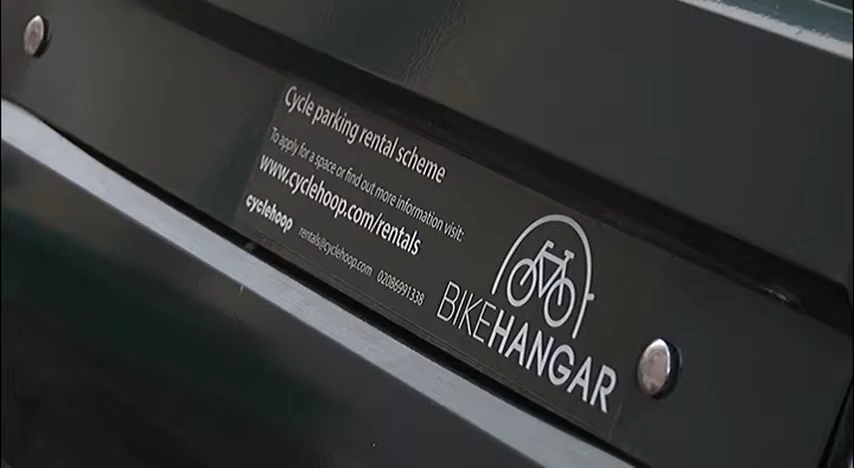 Cycle parking rental scheme
To apply for a space or find out more information visit:
www.cyclehoop.com/rentals
cyclehoop rentals@cyclehoop.com 02086991338
BIKEHANGAR